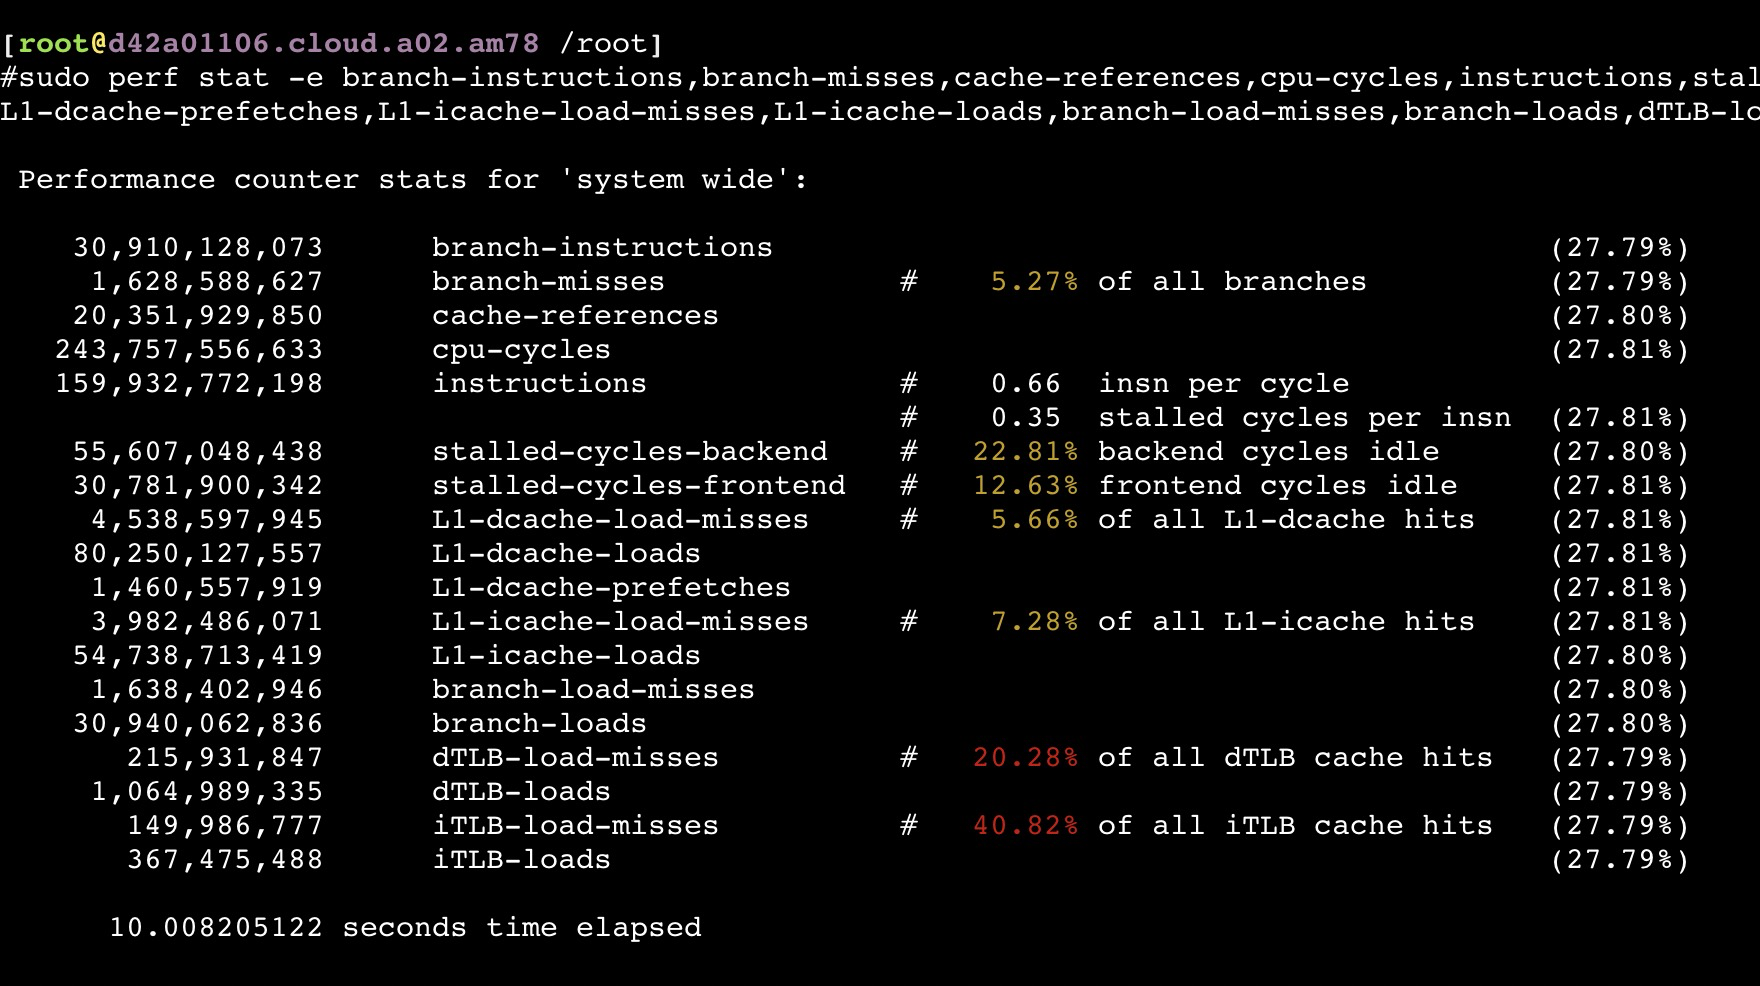 [root@d42a01106.cloud.a02.am78 /root]
#sudo perf stat -e branch-instructions,branch-misses,cache-references,cpu-cycles,instructions,stal
L1-dcache-prefetches,L1-icache-load-misses,L1-icache-loads,branch-load-misses,branch-loads,dTLB-lo
Performance counter stats for 'system wide':
30,910,128,073 branch-instructions (27.79%)
1,628,588,627 branch-misses # 5.27% of all branches (27.79%)
20,351,929,850 cache-references (27.80%)
243,757,556,633 cpu-cycles (27.81%)
159,932,772,198 instructions # 0.66 insn per cycle
# 0.35 stalled cycles per insn (27.81%)
55,607,048,438 stalled-cycles-backend # 22.81% backend cycles idle (27.80%)
30,781,900,342 stalled-cycles-frontend # 12.63% frontend cycles idle (27.81%)
4,538,597,945 L1-dcache-load-misses # 5.66% of all L1-dcache hits (27.81%)
80,250,127,557 L1-dcache-loads (27.81%)
1,460,557,919 L1-dcache-prefetches (27.81%)
3,982,486,071 L1-icache-load-misses # 7.28% of all L1-icache hits (27.81%)
54,738,713,419 L1-icache-loads (27.80%)
1,638,402,946 branch-load-misses (27.80%)
30,940,062,836 branch-loads (27.80%)
215,931,847 dTLB-load-misses # 20.28% of all dTLB cache hits (27.79%)
1,064,989,335 dTLB-loads (27.79%)
149,986,777 iTLB-load-misses # 40.82% of all iTLB cache hits (27.79%)
367,475,488 iTLB-loads (27.79%)
10.008205122 seconds time elapsed